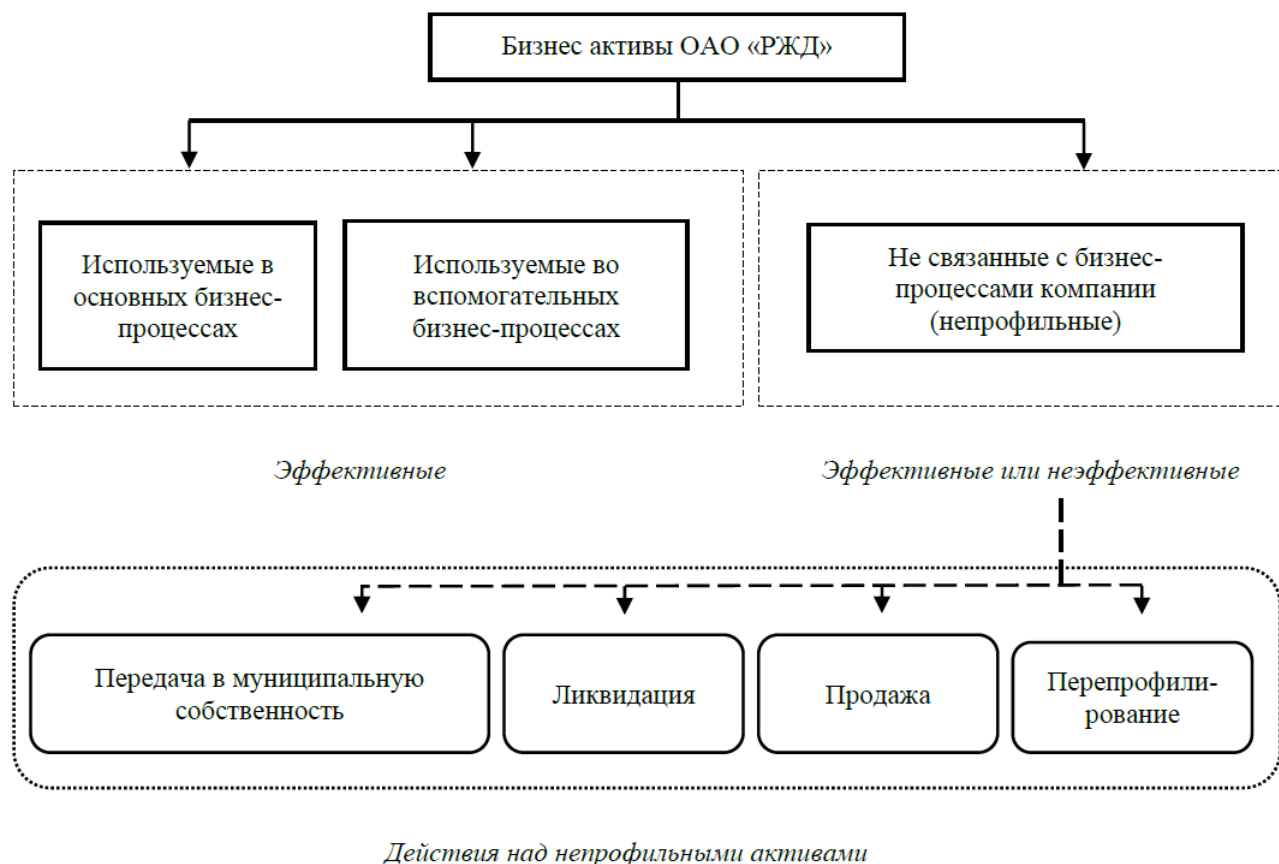 Бизнес активы ОАО «РЖД»
Используемые в
основных бизнес-
процессах
Используемые во
вспомогательных
бизнес-процессах
Не связанные с бизнес-
процессами компании
(непрофильные)
Эффективные
Эффективные или неэффективные
Передача в муниципальную
собственность
Ликвидация
Продажа
Перепрофили-
рование
Действия над непрофильными активами